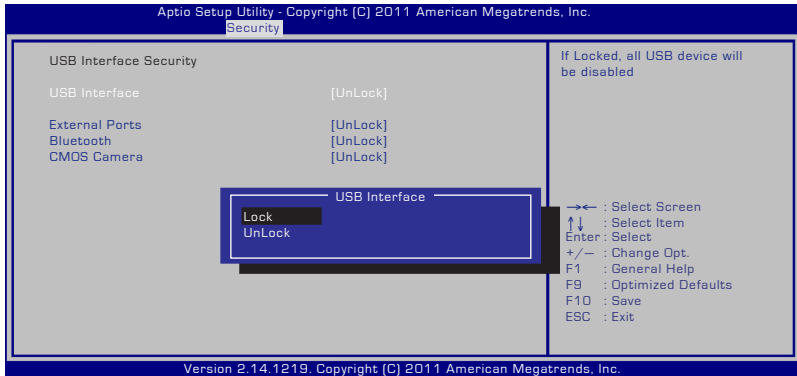 Aptio Setup Utility - Copyright (C) 2011 American Megatrends, Inc.
Security
USB Interface Security
USB Interface [UnLock]
External Ports [UnLock]
Bluetooth [UnLock]
CMOS Camera [UnLock]
USB Interface
Lock
UnLock
If Locked, all USB device will
be disabled
→← : Select Screen
↑↓ : Select Item
Enter : Select
+/— : Change Opt.
F1 : General Help
F9 : Optimized Defaults
F10 : Save
ESC : Exit
Version 2.14.1219. Copyright (C) 2011 American Megatrends, Inc.